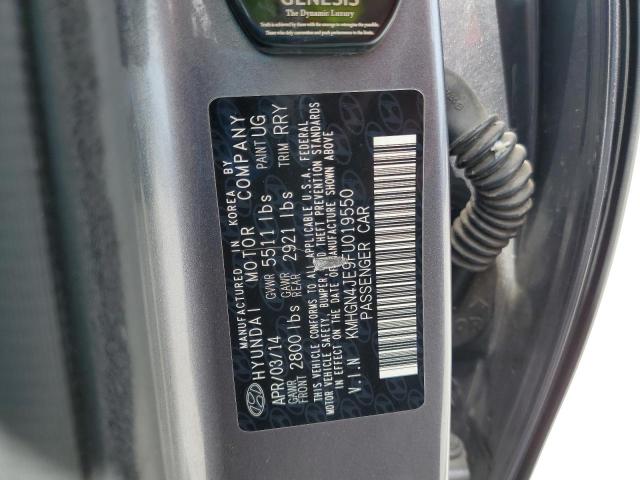 GENESIS
The Dynamic Luxury
MANUFACTURED IN KOREA BY
HYUNDAI MOTOR COMPANY
APR/03/14 GVWR 5511 lbs PAINT UG
GAWR FRONT 2800 lbs GAWR REAR 2921 lbs TRIM RRY
THIS VEHICLE CONFORMS TO ALL APPLICABLE U.S.A. FEDERAL
MOTOR VEHICLE SAFETY, BUMPER, AND THEFT PREVENTION STANDARDS
IN EFFECT ON THE DATE OF MANUFACTURE SHOWN ABOVE
V.I.N KMHGN4JE9FU019550
PASSENGER CAR